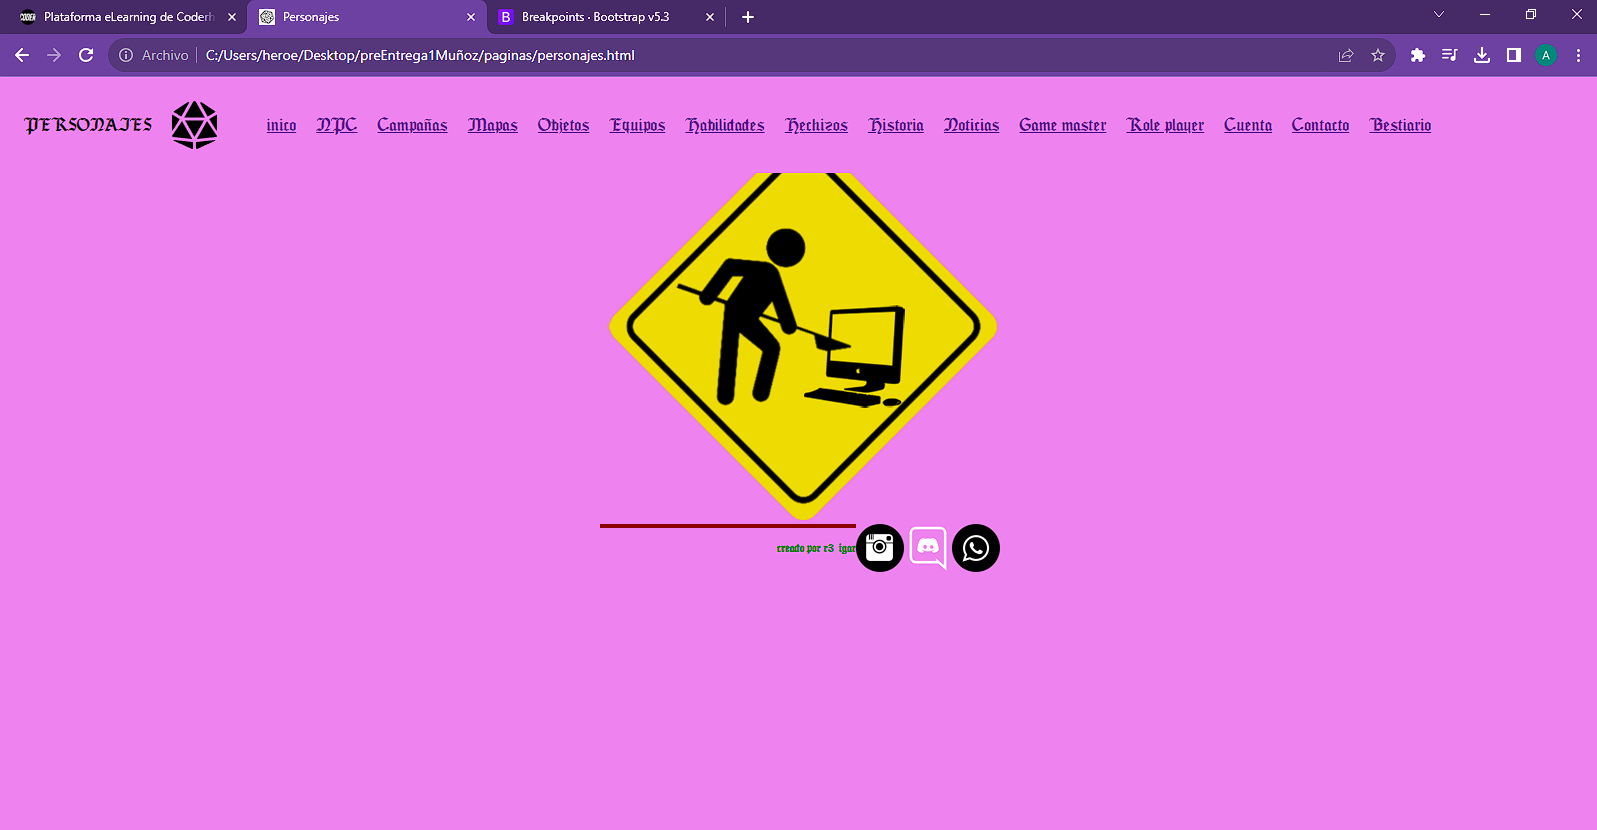 Plataforma eLearning de Coderh
Personajes
Breakpoints · Bootstrap v5.3
Archivo
C:/Users/heroe/Desktop/preEntrega1Muñoz/paginas/personajes.html
A
PERSONAJES
inico NPC Campañas Mapas Objetos Equipos Habilidades Hechizos Historia Noticias Game master Role player Cuenta Contacto Bestiario
creado por r3 igar